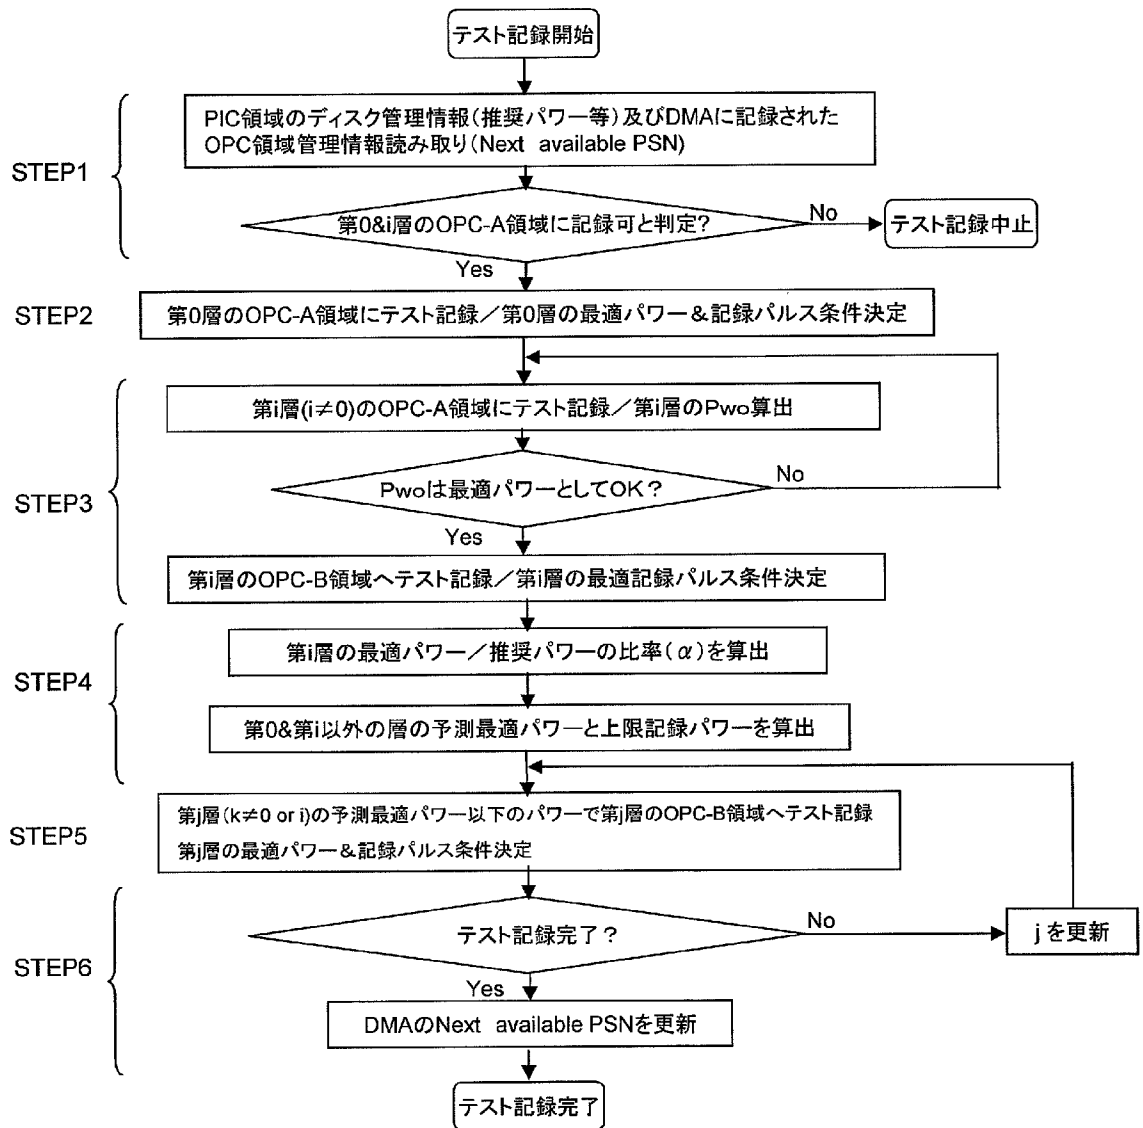 テスト記録開始
STEP1
PIC領域のディスク管理情報(推奨パワー等)及びDMAに記録された
OPC領域管理情報読み取り(Next available PSN)
第0&i層のOPC-A領域に記録可と判定?
No
テスト記録中止
Yes
STEP2
第0層のOPC-A領域にテスト記録/第0層の最適パワー&記録パルス条件決定
STEP3
第i層(i≠0)のOPC-A領域にテスト記録/第i層のPwo算出
Pwoは最適パワーとしてOK?
No
Yes
第i層のOPC-B領域へテスト記録/第i層の最適記録パルス条件決定
STEP4
第i層の最適パワー/推奨パワーの比率(α)を算出
第0&第i以外の層の予測最適パワーと上限記録パワーを算出
STEP5
第j層(k≠0 or i)の予測最適パワー以下のパワーで第j層のOPC-B領域へテスト記録
第j層の最適パワー&記録パルス条件決定
STEP6
テスト記録完了?
No
jを更新
Yes
DMAのNext available PSNを更新
テスト記録完了